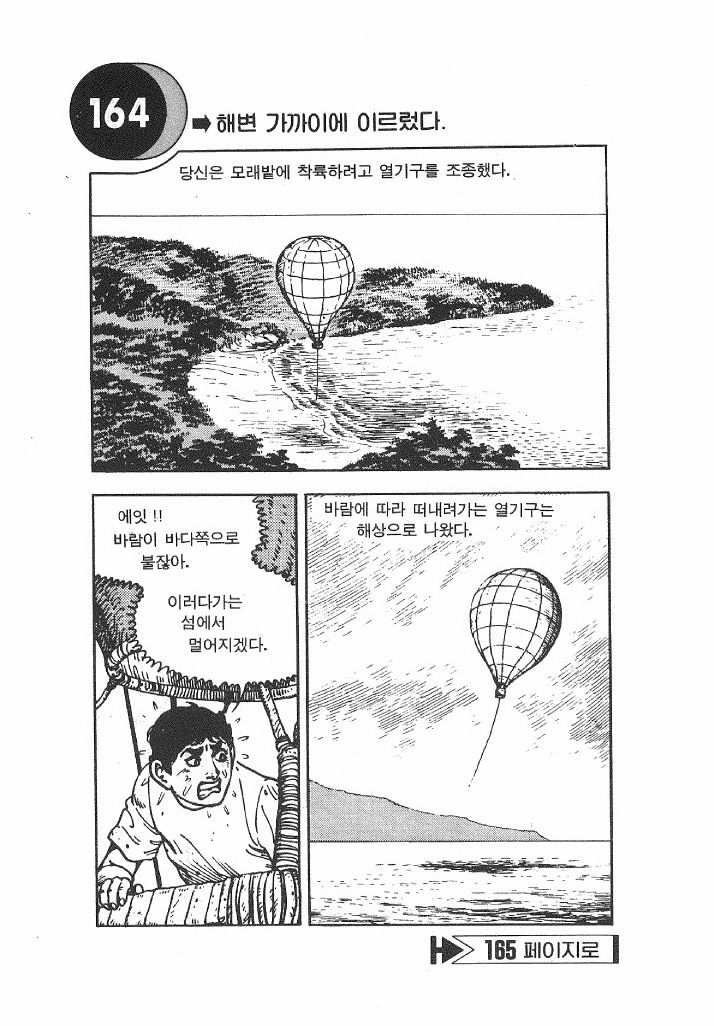 164
➡ 해변 가까이에 이르렀다.
당신은 모래밭에 착륙하려고 열기구를 조종했다.
에잇!!
바람이 바다쪽으로
불잖아.
이러다가는
섬에서
멀어지겠다.
바람에 따라 떠내려가는 열기구는
해상으로 나왔다.
165 페이지로